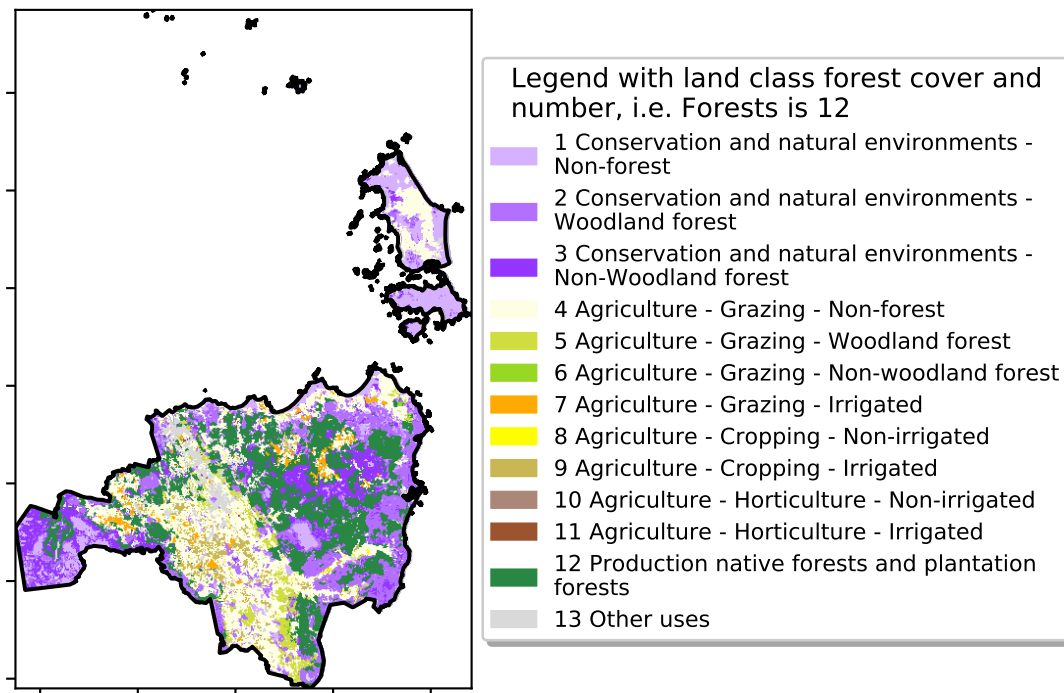 Legend with land class forest cover and
number, i.e. Forests is 12
1 Conservation and natural environments -
Non-forest
2 Conservation and natural environments -
Woodland forest
3 Conservation and natural environments -
Non-Woodland forest
4 Agriculture - Grazing - Non-forest
5 Agriculture - Grazing - Woodland forest
6 Agriculture - Grazing - Non-woodland forest
7 Agriculture - Grazing - Irrigated
8 Agriculture - Cropping - Non-irrigated
9 Agriculture - Cropping - Irrigated
10 Agriculture - Horticulture - Non-irrigated
11 Agriculture - Horticulture - Irrigated
12 Production native forests and plantation
forests
13 Other uses